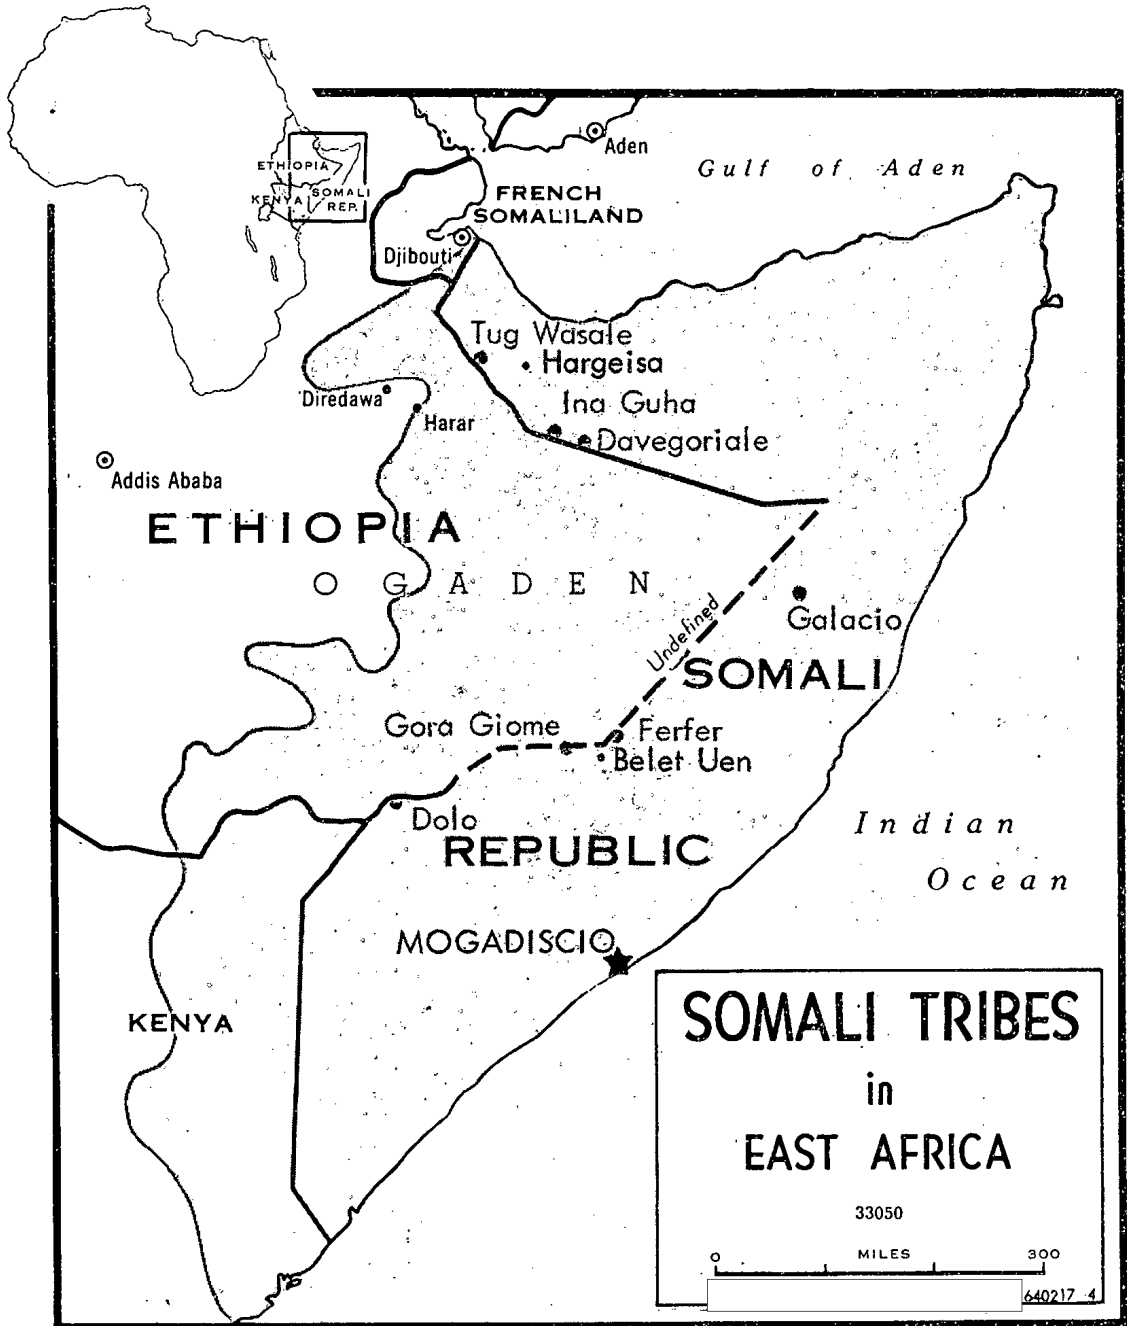 ETHIOPIA
KENYA
SOMALI
REP.
Aden
Gulf of Aden
FRENCH
SOMALILAND
Djibouti
Tug Wasale
Hargeisa
Diredawa
Ina Guha
Harar
Davegoriale
Addis Ababa
ETHIOPIA
OGADEN
Undefined
Galacio
SOMALI
Gora Giome
Ferfer
Belet Uen
Dolo
REPUBLIC
Indian
Ocean
MOGADISCIO
KENYA
SOMALI TRIBES
in
EAST AFRICA
33050
0 MILES 300
640217 4